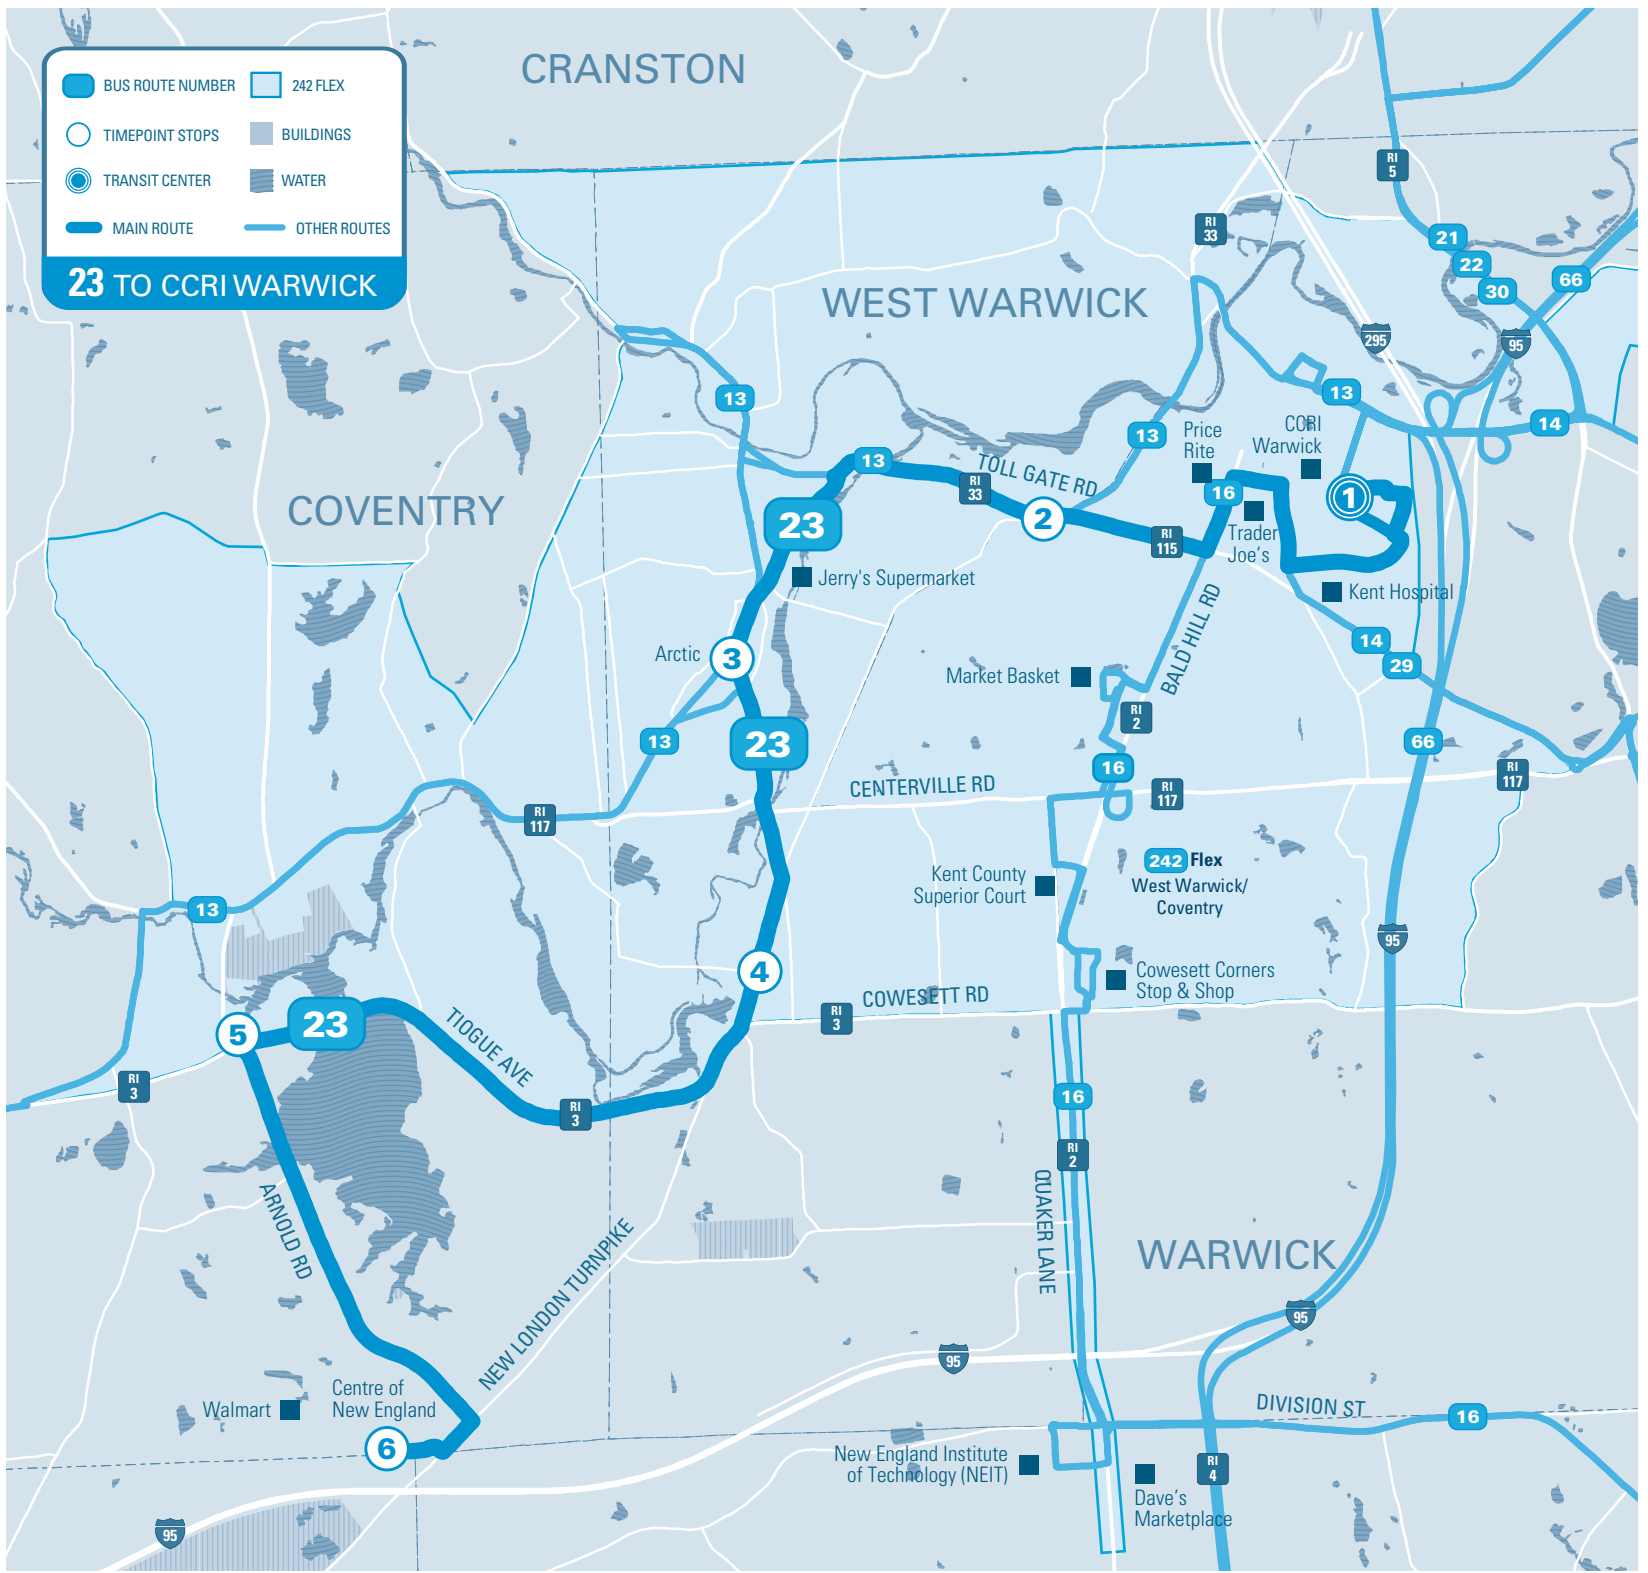 BUS ROUTE NUMBER
242 FLEX
TIMEPOINT STOPS
BUILDINGS
TRANSIT CENTER
WATER
MAIN ROUTE
OTHER ROUTES
23 TO CCRI WARWICK
CRANSTON
RI
5
RI
33
21
22
30
66
WEST WARWICK
295
95
13
13
14
13
Price
Rite
CCRI
Warwick
13
TOLL GATE RD
RI
33
16
1
COVENTRY
23
2
RI
115
Trader
Joe's
Jerry's Supermarket
Kent Hospital
BALD HILL RD
14
29
Arctic
3
Market Basket
RI
2
13
23
66
16
CENTERVILLE RD
RI
117
RI
117
RI
117
242 Flex
West Warwick/
Coventry
Kent County
Superior Court
13
95
4
Cowesett Corners
Stop & Shop
COWESETT RD
RI
3
5
23
TIOGUE AVE
RI
3
RI
3
16
RI
2
QUAKER LANE
ARNOLD RD
NEW LONDON TURNPIKE
WARWICK
95
95
Walmart
Centre of
New England
6
DIVISION ST
16
New England Institute
of Technology (NEIT)
RI
4
Dave's
Marketplace
95